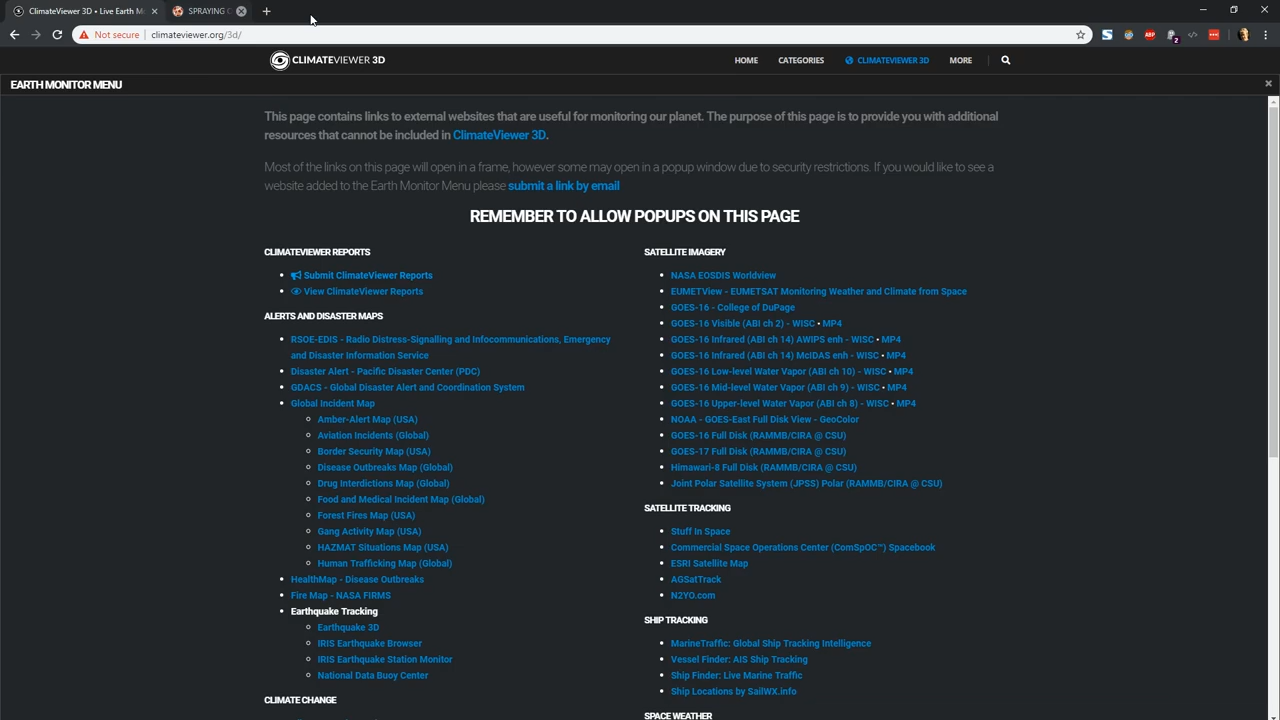 ClimateViewer 3D • Live Earth M
SPRAYING C
Not secure
climateviewer.org/3d/
CLIMATEVIEWER 3D
HOME
CATEGORIES
CLIMATEVIEWER 3D
MORE
EARTH MONITOR MENU
This page contains links to external websites that are useful for monitoring our planet. The purpose of this page is to provide you with additional
resources that cannot be included in ClimateViewer 3D.
Most of the links on this page will open in a frame, however some may open in a popup window due to security restrictions. If you would like to see a
website added to the Earth Monitor Menu please submit a link by email
REMEMBER TO ALLOW POPUPS ON THIS PAGE
CLIMATEVIEWER REPORTS
Submit ClimateViewer Reports
View ClimateViewer Reports
ALERTS AND DISASTER MAPS
RSOE-EDIS - Radio Distress-Signalling and Infocommunications, Emergency
and Disaster Information Service
Disaster Alert - Pacific Disaster Center (PDC)
GDACS - Global Disaster Alert and Coordination System
Global Incident Map
Amber-Alert Map (USA)
Aviation Incidents (Global)
Border Security Map (USA)
Disease Outbreaks Map (Global)
Drug Interdictions Map (Global)
Food and Medical Incident Map (Global)
Forest Fires Map (USA)
Gang Activity Map (USA)
HAZMAT Situations Map (USA)
Human Trafficking Map (Global)
HealthMap - Disease Outbreaks
Fire Map - NASA FIRMS
Earthquake Tracking
Earthquake 3D
IRIS Earthquake Browser
IRIS Earthquake Station Monitor
National Data Buoy Center
CLIMATE CHANGE
SATELLITE IMAGERY
NASA EOSDIS Worldview
EUMETView - EUMETSAT Monitoring Weather and Climate from Space
GOES-16 - College of DuPage
GOES-16 Visible (ABI ch 2) - WISC • MP4
GOES-16 Infrared (ABI ch 14) AWIPS enh - WISC • MP4
GOES-16 Infrared (ABI ch 14) McIDAS enh - WISC • MP4
GOES-16 Low-level Water Vapor (ABI ch 10) - WISC • MP4
GOES-16 Mid-level Water Vapor (ABI ch 9) - WISC • MP4
GOES-16 Upper-level Water Vapor (ABI ch 8) - WISC • MP4
NOAA - GOES-East Full Disk View - GeoColor
GOES-16 Full Disk (RAMMB/CIRA @ CSU)
GOES-17 Full Disk (RAMMB/CIRA @ CSU)
Himawari-8 Full Disk (RAMMB/CIRA @ CSU)
Joint Polar Satellite System (JPSS) Polar (RAMMB/CIRA @ CSU)
SATELLITE TRACKING
Stuff In Space
Commercial Space Operations Center (ComSpOC™) Spacebook
ESRI Satellite Map
AGSatTrack
N2YO.com
SHIP TRACKING
MarineTraffic: Global Ship Tracking Intelligence
Vessel Finder: AIS Ship Tracking
Ship Finder: Live Marine Traffic
Ship Locations by SailWX.info
SPACE WEATHER